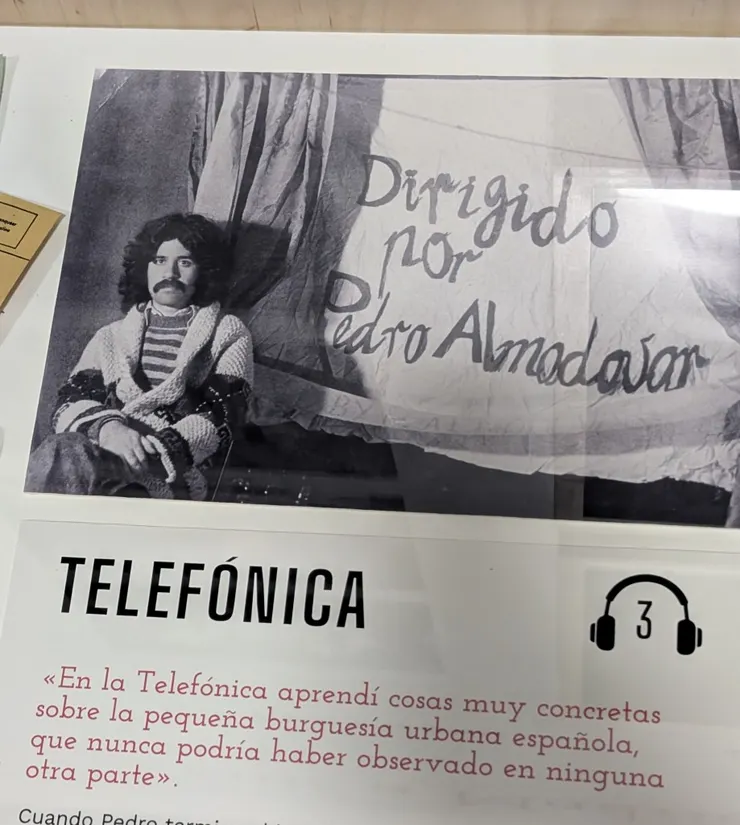 Dirigido
por
Pedro Almodovar
TELEFÓNICA
3
«En la Telefónica aprendí cosas muy concretas
sobre la pequeña burguesía urbana española,
que nunca podría haber observado en ninguna
otra parte».
Cuando Pedro